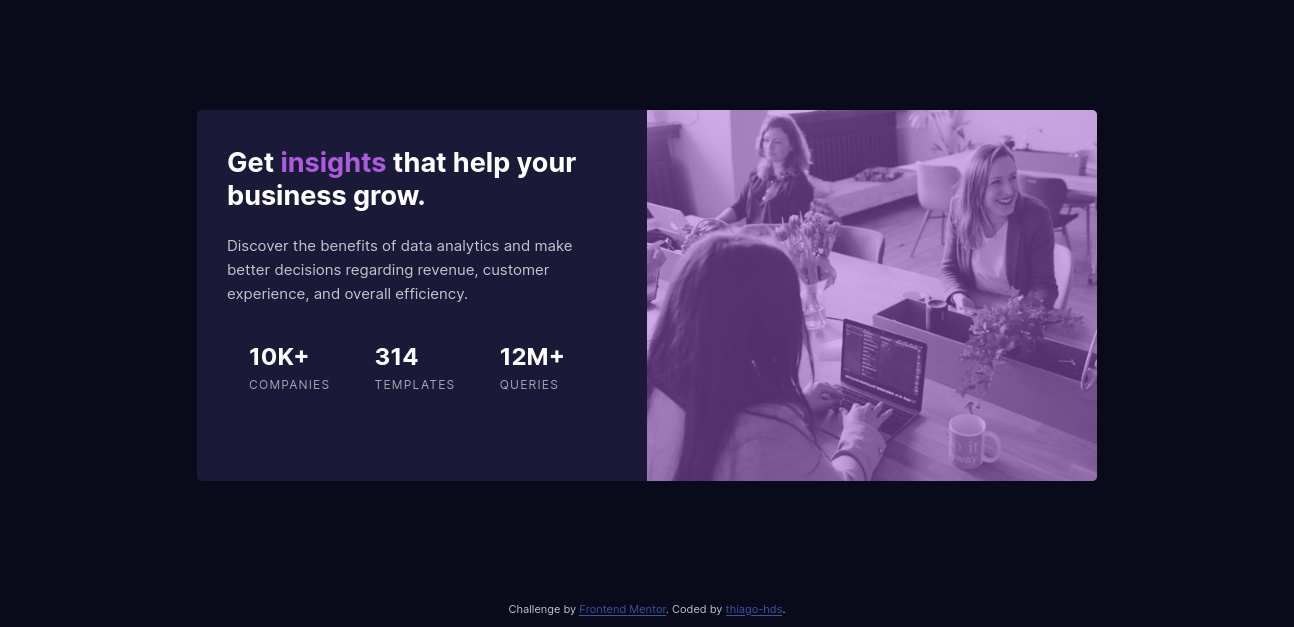 Get insights that help your
business grow.
Discover the benefits of data analytics and make
better decisions regarding revenue, customer
experience, and overall efficiency.
10K+ 314 12M+
COMPANIES TEMPLATES QUERIES
Challenge by Frontend Mentor. Coded by thiago-hds.